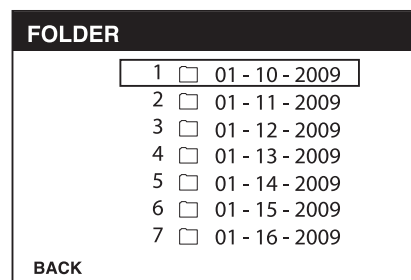 FOLDER
1 01 - 10 - 2009
2 01 - 11 - 2009
3 01 - 12 - 2009
4 01 - 13 - 2009
5 01 - 14 - 2009
6 01 - 15 - 2009
7 01 - 16 - 2009
BACK